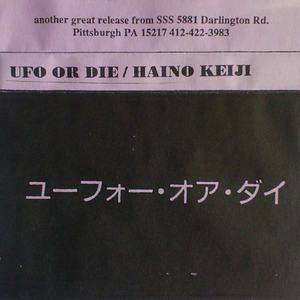 another great release from SSS 5881 Darlington Rd.
Pittsburgh PA 15217 412-422-3983
UFO OR DIE / HAINO KEIJI
ユーフォー・オア・ダイ